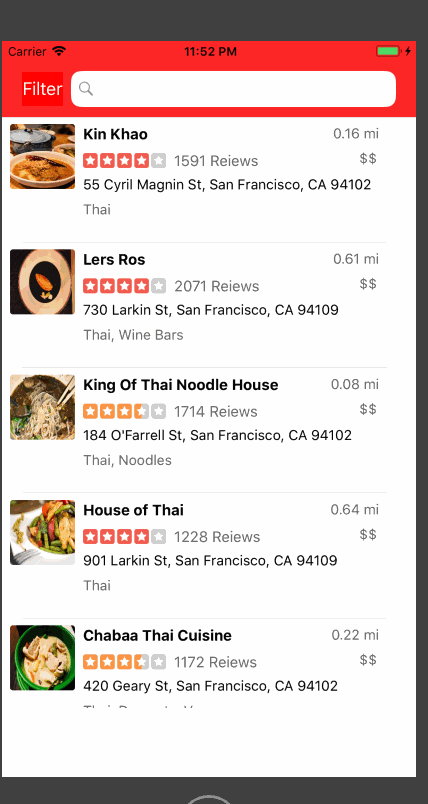 Carrier 11:52 PM
Filter
Kin Khao 0.16 mi
1591 Reiews $$
55 Cyril Magnin St, San Francisco, CA 94102
Thai
Lers Ros 0.61 mi
2071 Reiews $$
730 Larkin St, San Francisco, CA 94109
Thai, Wine Bars
King Of Thai Noodle House 0.08 mi
1714 Reiews $$
184 O'Farrell St, San Francisco, CA 94102
Thai, Noodles
House of Thai 0.64 mi
1228 Reiews $$
901 Larkin St, San Francisco, CA 94109
Thai
Chabaa Thai Cuisine 0.22 mi
1172 Reiews $$
420 Geary St, San Francisco, CA 94102